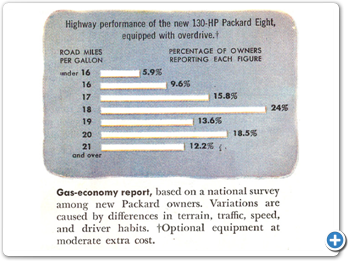 Highway performance of the new 130-HP Packard Eight,
equipped with overdrive.†
ROAD MILES PER GALLON PERCENTAGE OF OWNERS REPORTING EACH FIGURE
under 16 5.9%
16 9.6%
17 15.8%
18 24%
19 13.6%
20 18.5%
21 and over 12.2%
Gas-economy report, based on a national survey
among new Packard owners. Variations are
caused by differences in terrain, traffic, speed,
and driver habits. †Optional equipment at
moderate extra cost.